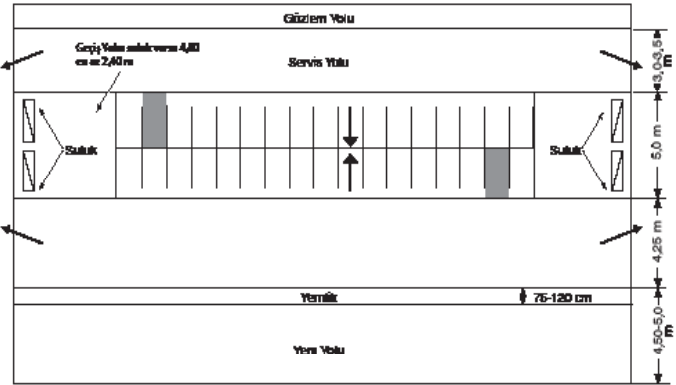 Gözlem Yolu
Geçiş Yolu suluk varsa 4,80
en az 2,40 m
Servis Yolu
3,0-3,5
m
Suluk
Suluk
5,0 m
4,25 m
Yemlik
75-120 cm
Yem Yolu
4,50-5,0
m